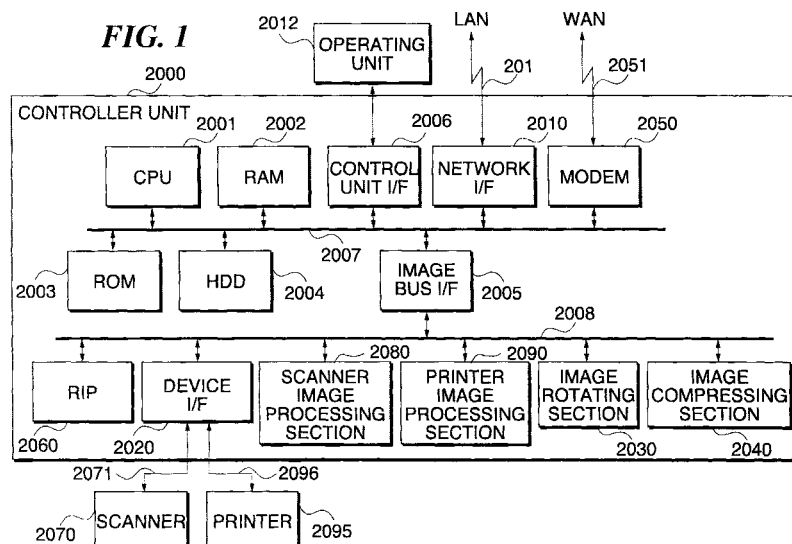 FIG. 1
2012
OPERATING
UNIT
LAN
WAN
201
2051
2000
CONTROLLER UNIT
2001
2002
2006
2010
2050
CPU
RAM
CONTROL
UNIT I/F
NETWORK
I/F
MODEM
2007
2003
ROM
HDD
2004
IMAGE
BUS I/F
2005
2008
2080
2090
RIP
DEVICE
I/F
SCANNER
IMAGE
PROCESSING
SECTION
PRINTER
IMAGE
PROCESSING
SECTION
IMAGE
ROTATING
SECTION
IMAGE
COMPRESSING
SECTION
2060
2020
2030
2040
2071
2096
2070
SCANNER
PRINTER
2095